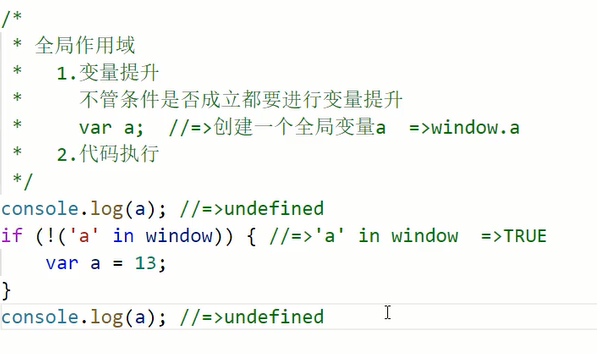 /*
 * 全局作用域
 *   1.变量提升
 *     不管条件是否成立都要进行变量提升
 *     var a;  //=>创建一个全局变量a  =>window.a
 *   2.代码执行
 */
console.log(a); //=>undefined
if (!('a' in window)) { //=>'a' in window  =>TRUE
    var a = 13;
}
console.log(a); //=>undefined